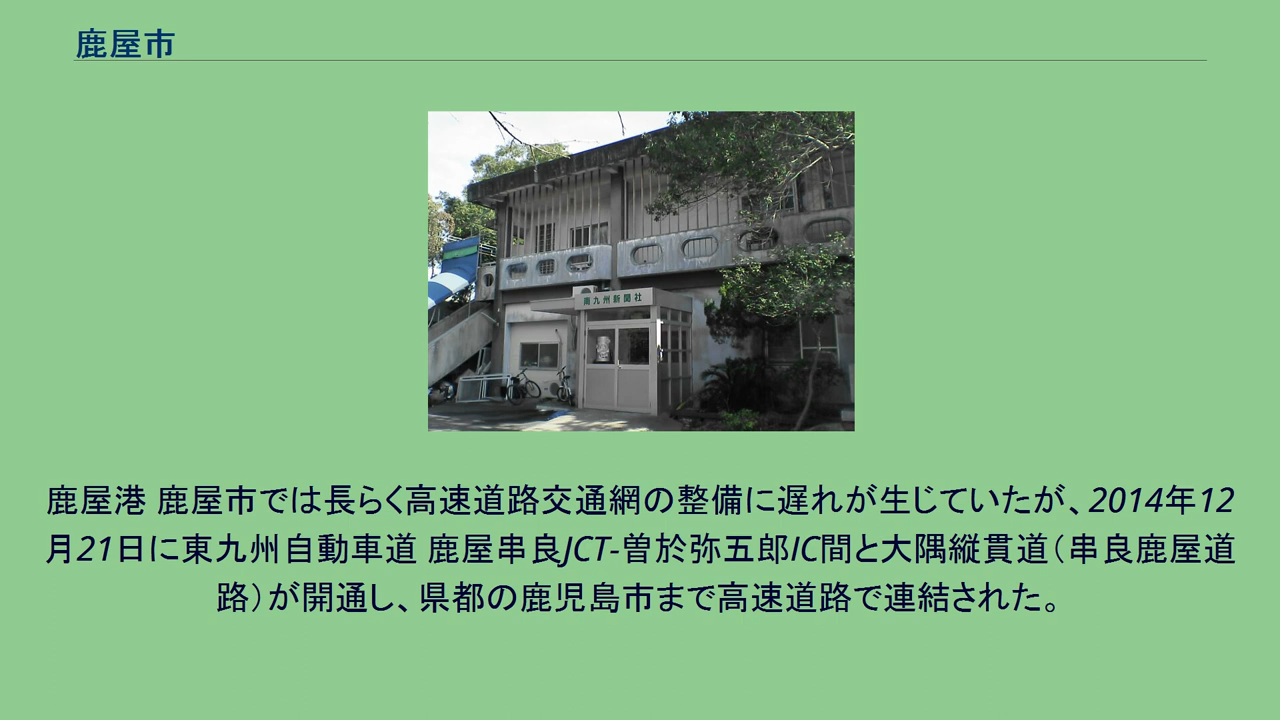 鹿屋市
南九州新聞社
鹿屋港 鹿屋市では長らく高速道路交通網の整備に遅れが生じていたが、2014年12
月21日に東九州自動車道 鹿屋串良JCT-曽於弥五郎IC間と大隅縦貫道（串良鹿屋道
路）が開通し、県都の鹿児島市まで高速道路で連結された。